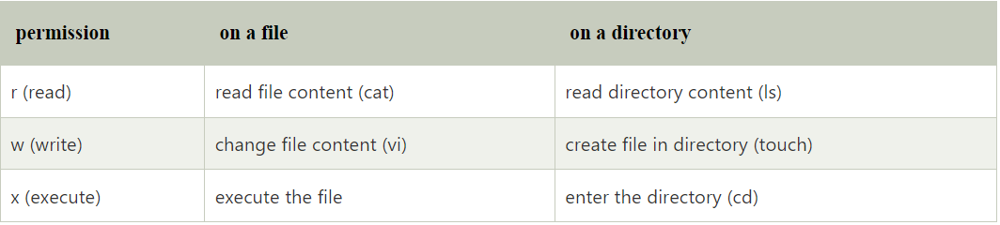 permission on a file on a directory
r (read) read file content (cat) read directory content (ls)
w (write) change file content (vi) create file in directory (touch)
x (execute) execute the file enter the directory (cd)